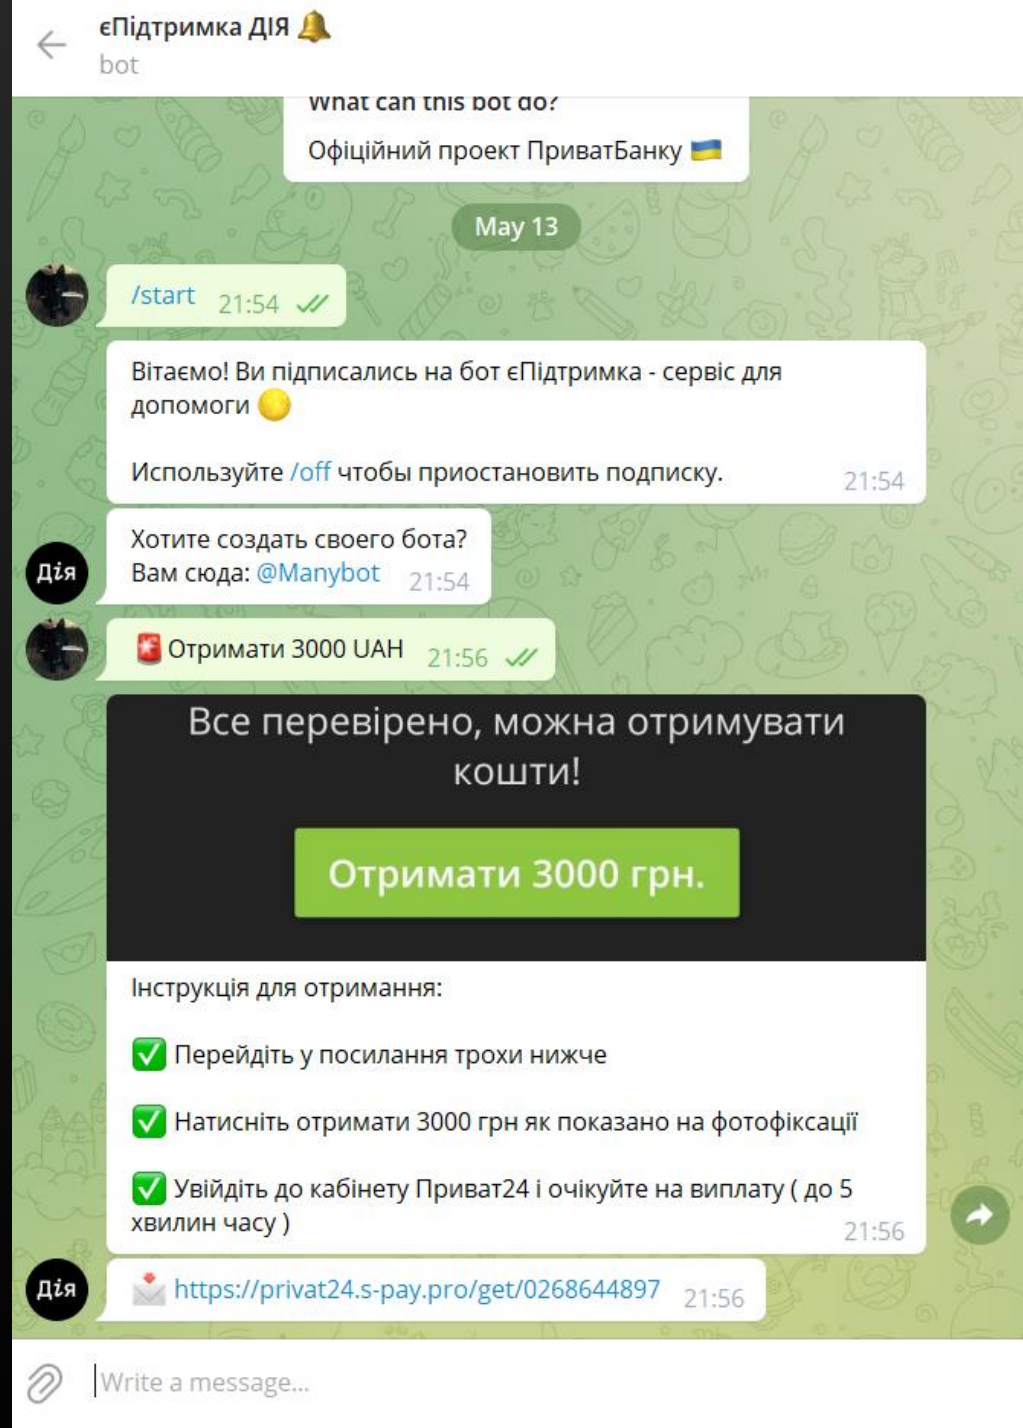 єПідтримка ДІЯ 🔔
bot
What can this bot do?
Офіційний проект ПриватБанку 🇺🇦
May 13
/start 21:54
Вітаємо! Ви підписались на бот єПідтримка - сервіс для
допомоги 🌕
Используйте /off чтобы приостановить подписку. 21:54
Хотите создать своего бота?
Вам сюда: @Manybot 21:54
Дія
🚨Отримати 3000 UAH 21:56
Все перевірено, можна отримувати
кошти!
Отримати 3000 грн.
Інструкція для отримання:
✅ Перейдіть у посилання трохи нижче
✅ Натисніть отримати 3000 грн як показано на фотофіксації
✅ Увійдіть до кабінету Приват24 і очікуйте на виплату ( до 5
хвилин часу ) 21:56
Дія
📩 https://privat24.s-pay.pro/get/0268644897 21:56
Write a message...